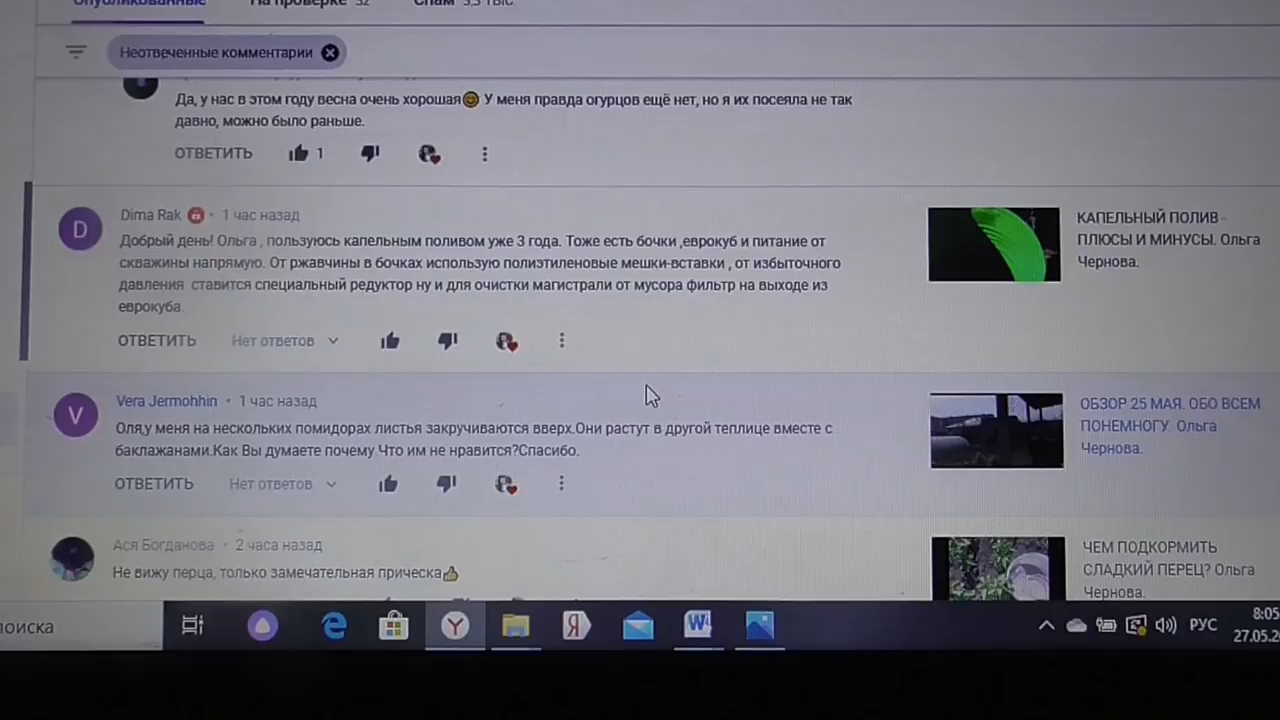 Опубликованные На проверке 32 Спам 3,3 ТЫС.
Неотвеченные комментарии
Да, у нас в этом году весна очень хорошая😊 У меня правда огурцов ещё нет, но я их посеяла не так
давно, можно было раньше.
ОТВЕТИТЬ 1
D
Dima Rak • 1 час назад
Добрый день! Ольга , пользуюсь капельным поливом уже 3 года. Тоже есть бочки ,еврокуб и питание от
скважины напрямую. От ржавчины в бочках использую полиэтиленовые мешки-вставки , от избыточного
давления ставится специальный редуктор ну и для очистки магистрали от мусора фильтр на выходе из
еврокуба.
ОТВЕТИТЬ Нет ответов
КАПЕЛЬНЫЙ ПОЛИВ -
ПЛЮСЫ И МИНУСЫ. Ольга
Чернова.
V
Vera Jermohhin • 1 час назад
Оля,у меня на нескольких помидорах листья закручиваются вверх.Они растут в другой теплице вместе с
баклажанами.Как Вы думаете почему.Что им не нравится?Спасибо.
ОТВЕТИТЬ Нет ответов
ОБЗОР 25 МАЯ. ОБО ВСЕМ
ПОНЕМНОГУ. Ольга
Чернова.
Ася Богданова • 2 часа назад
Не вижу перца, только замечательная прическа👍
ЧЕМ ПОДКОРМИТЬ
СЛАДКИЙ ПЕРЕЦ? Ольга
Чернова.
поиска
РУС
8:05
27.05.20